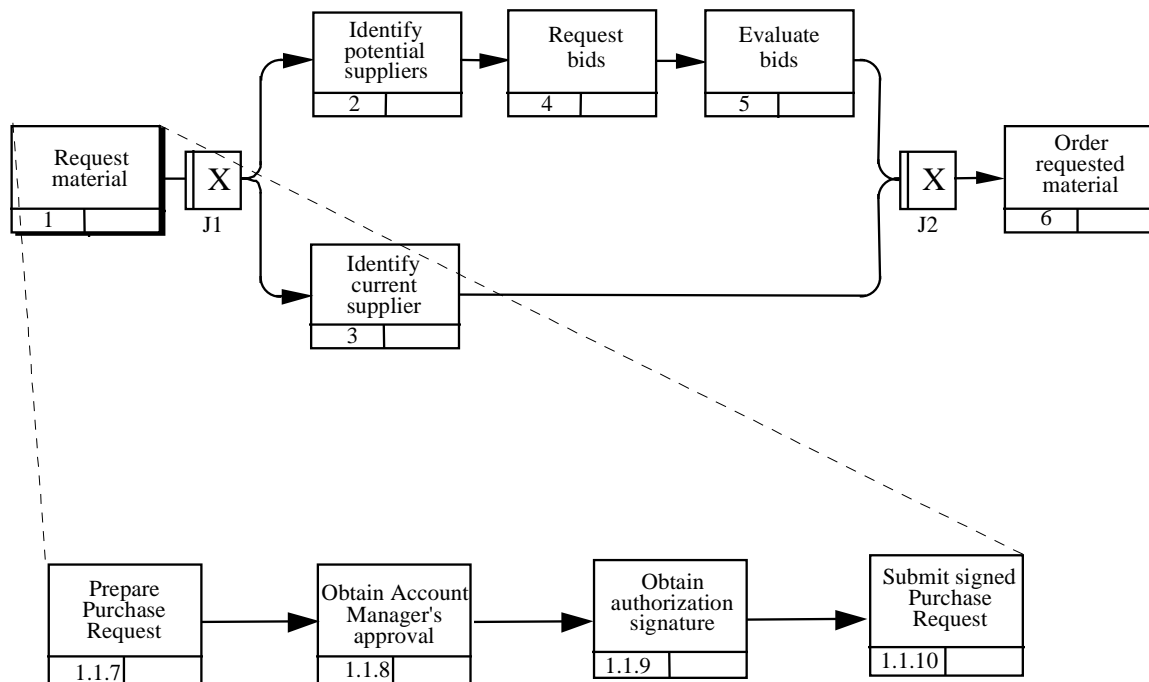 Identify
potential
suppliers
2
Request
bids
4
Evaluate
bids
5
Request
material
1
X
J1
X
J2
Order
requested
material
6
Identify
current
supplier
3
Prepare
Purchase
Request
1.1.7
Obtain Account
Manager's
approval
1.1.8
Obtain
authorization
signature
1.1.9
Submit signed
Purchase
Request
1.1.10